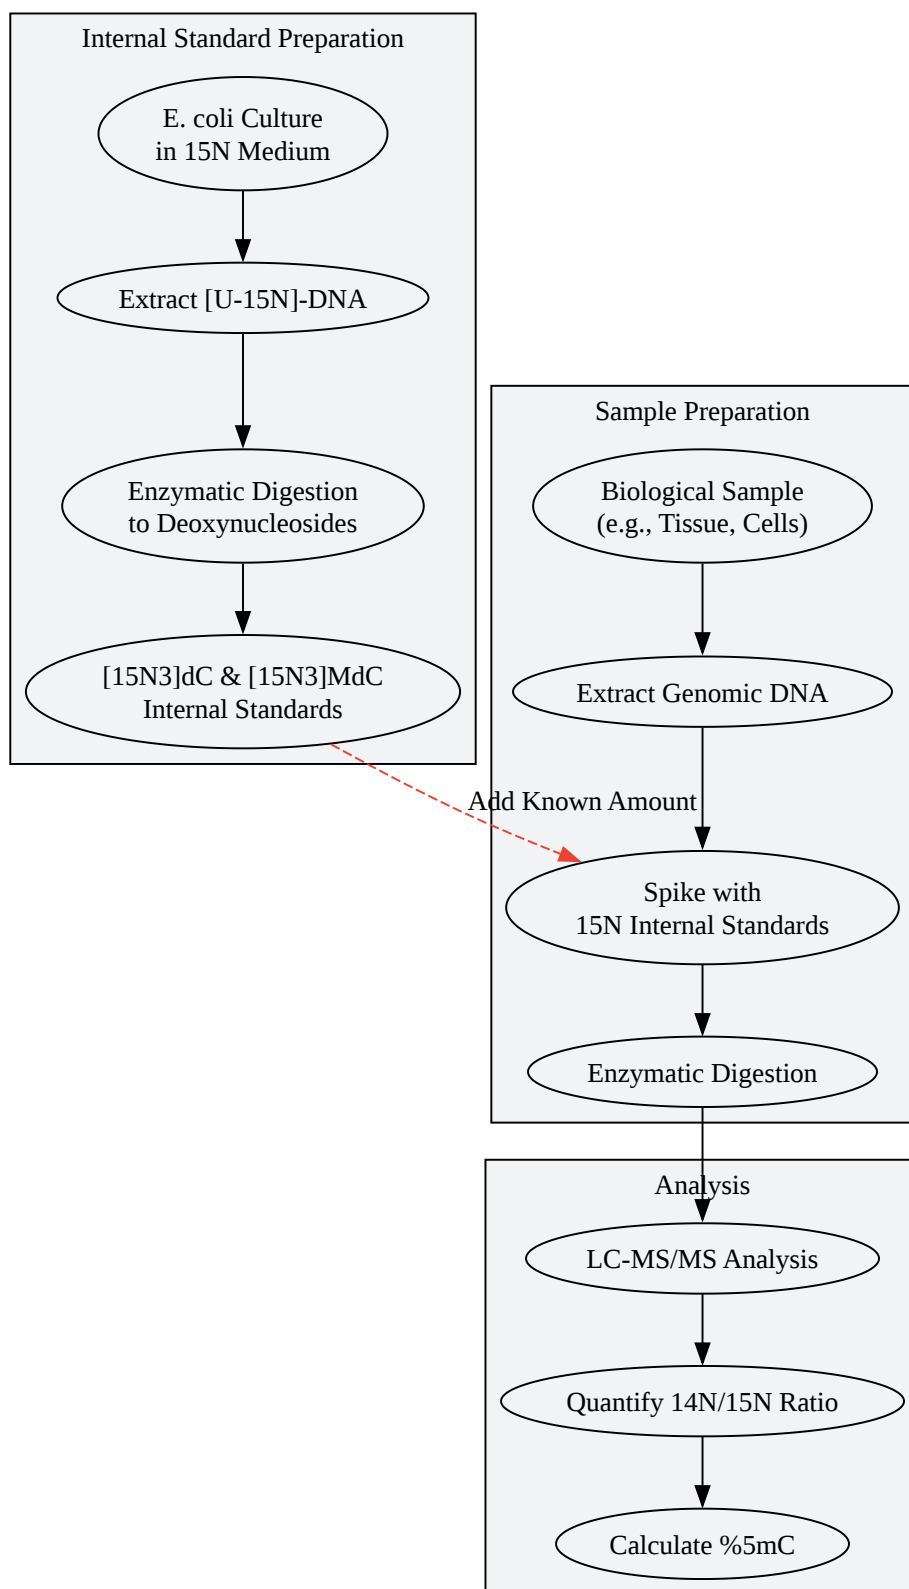 Internal Standard Preparation
E. coli Culture
in 15N Medium
Extract [U-15N]-DNA
Enzymatic Digestion
to Deoxynucleosides
[15N3]dC & [15N3]MdC
Internal Standards
Add Known Amount
Sample Preparation
Biological Sample
(e.g., Tissue, Cells)
Extract Genomic DNA
Spike with
15N Internal Standards
Enzymatic Digestion
Analysis
LC-MS/MS Analysis
Quantify 14N/15N Ratio
Calculate %5mC